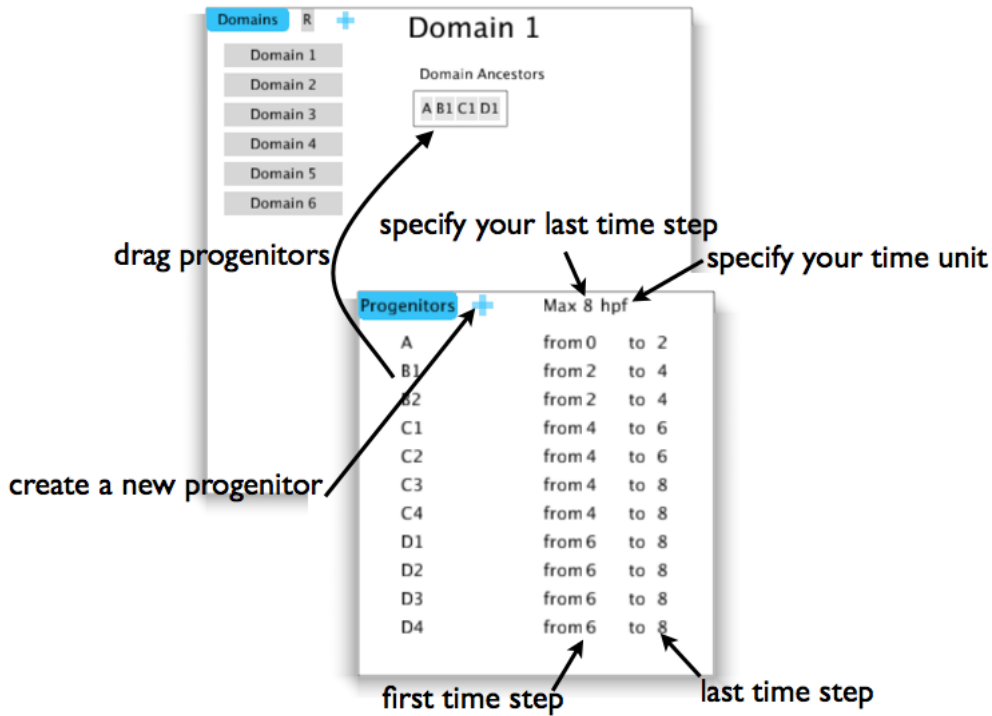 Domains R
Domain 1
Domain 1
Domain 2
Domain 3
Domain 4
Domain 5
Domain 6
Domain Ancestors
A B1 C1 D1
drag progenitors
specify your last time step
specify your time unit
Progenitors Max 8 hpf
A from 0 to 2
B1 from 2 to 4
B2 from 2 to 4
C1 from 4 to 6
C2 from 4 to 6
C3 from 4 to 8
C4 from 4 to 8
D1 from 6 to 8
D2 from 6 to 8
D3 from 6 to 8
D4 from 6 to 8
create a new progenitor
first time step
last time step